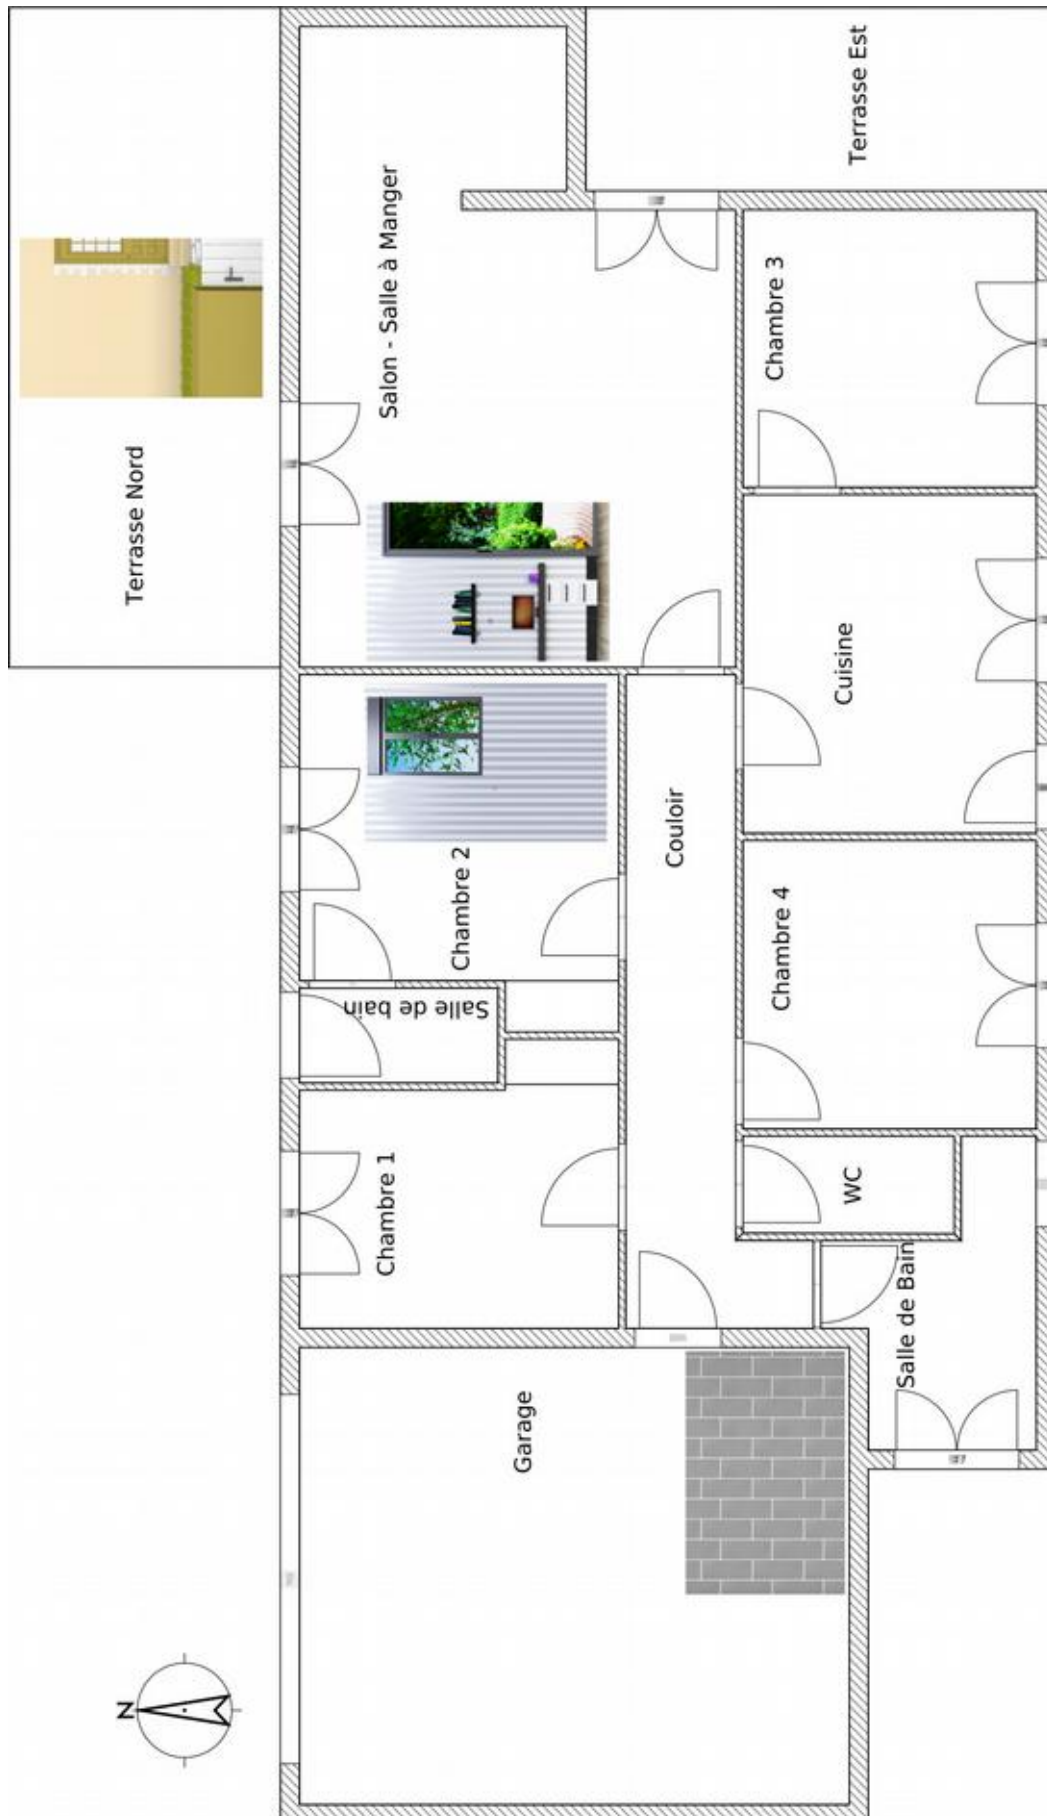 Terrasse Nord
Terrasse Est
Salon - Salle à Manger
Chambre 3
Cuisine
Chambre 2
Couloir
Chambre 4
Salle de bain
Chambre 1
WC
Salle de Bain
Garage
N